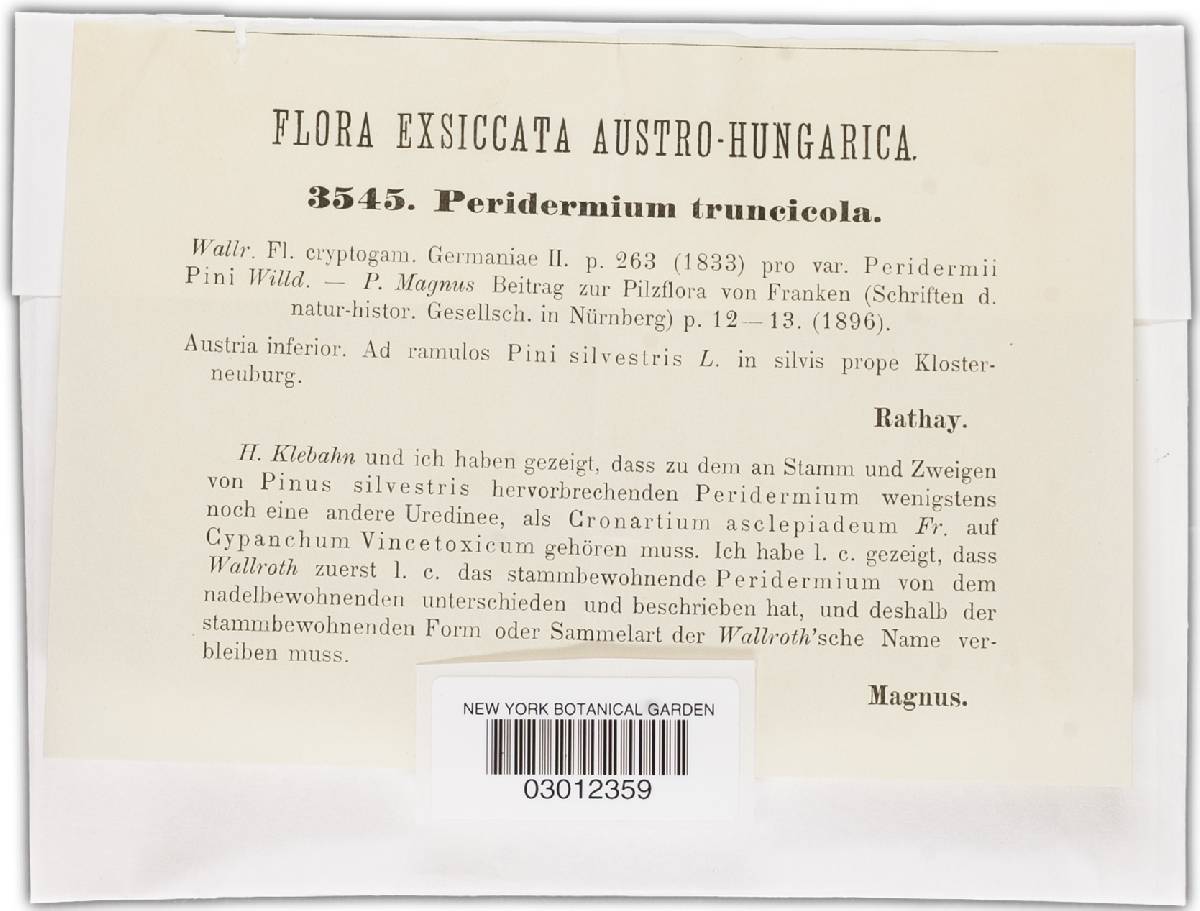 FLORA EXSICCATA AUSTRO-HUNGARICA.
3545. Peridermium truncicola.
Wallr. Fl. cryptogam. Germaniae II. p. 263 (1833) pro var. Peridermii
Pini Willd. — P. Magnus Beitrag zur Pilzflora von Franken (Schriften d.
natur-histor. Gesellsch. in Nürnberg) p. 12—13. (1896).
Austria inferior. Ad ramulos Pini silvestris L. in silvis prope Kloster-
neuburg.
Rathay.
H. Klebahn und ich haben gezeigt, dass zu dem an Stamm und Zweigen
von Pinus silvestris hervorbrechenden Peridermium wenigstens
noch eine andere Uredinee, als Cronartium asclepiadeum Fr. auf
Cypanchum Vincetoxicum gehören muss. Ich habe l. c. gezeigt, dass
Wallroth zuerst l. c. das stammbewohnende Peridermium von dem
nadelbewohnenden unterschieden und beschrieben hat, und deshalb der
stammbewohnenden Form oder Sammelart der Wallroth'sche Name ver-
bleiben muss.
Magnus.
NEW YORK BOTANICAL GARDEN
03012359